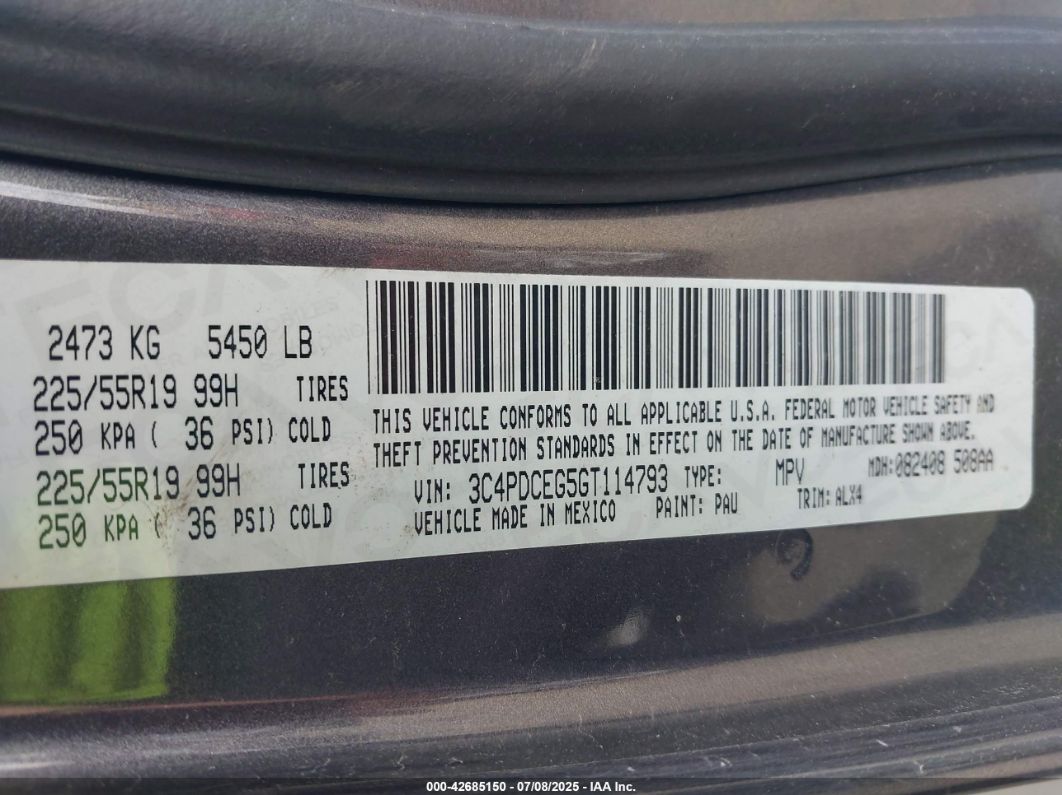 2473 KG 5450 LB
225/55R19 99H TIRES
250 KPA ( 36 PSI) COLD
225/55R19 99H TIRES
250 KPA ( 36 PSI) COLD
THIS VEHICLE CONFORMS TO ALL APPLICABLE U.S.A. FEDERAL MOTOR VEHICLE SAFETY AND
THEFT PREVENTION STANDARDS IN EFFECT ON THE DATE OF MANUFACTURE SHOWN ABOVE.
VIN: 3C4PDCEG5GT114793 TYPE: MPV MDH:082408 508AA
VEHICLE MADE IN MEXICO PAINT: PAU TRIM: ALX4
000-42685150 - 07/08/2025 - IAA Inc.